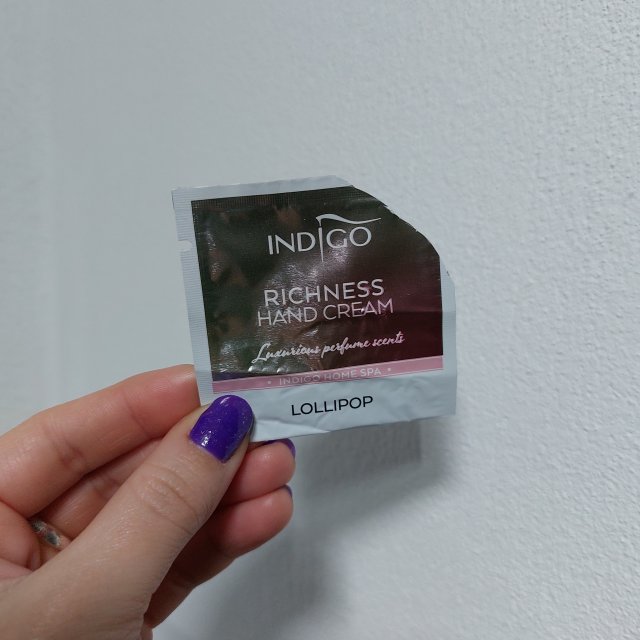 INDIGO
RICHNESS
HAND CREAM
Luxurious perfume scents
• INDIGO HOME SPA •
LOLLIPOP